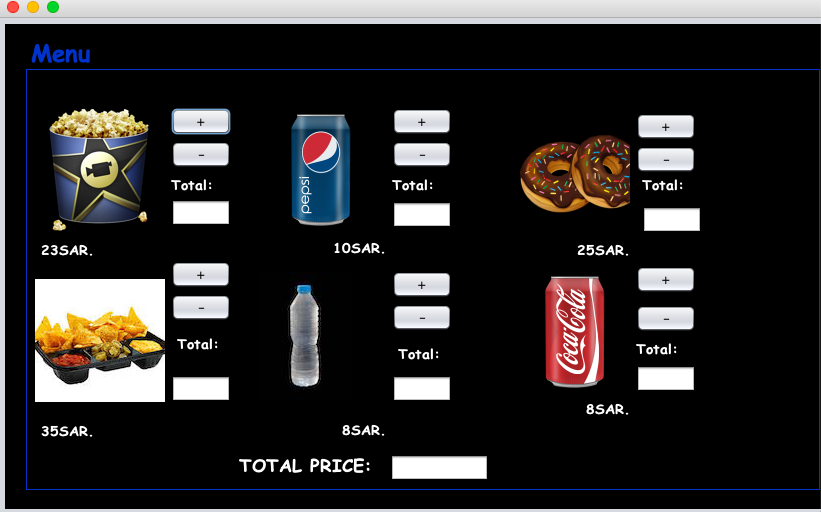 Menu
+
+
+
-
-
-
Total:
Total:
Total:
pepsi
23SAR.
10SAR.
25SAR.
+
+
+
-
-
-
Total:
Total:
Total:
Coca-Cola
35SAR.
8SAR.
8SAR.
TOTAL PRICE: